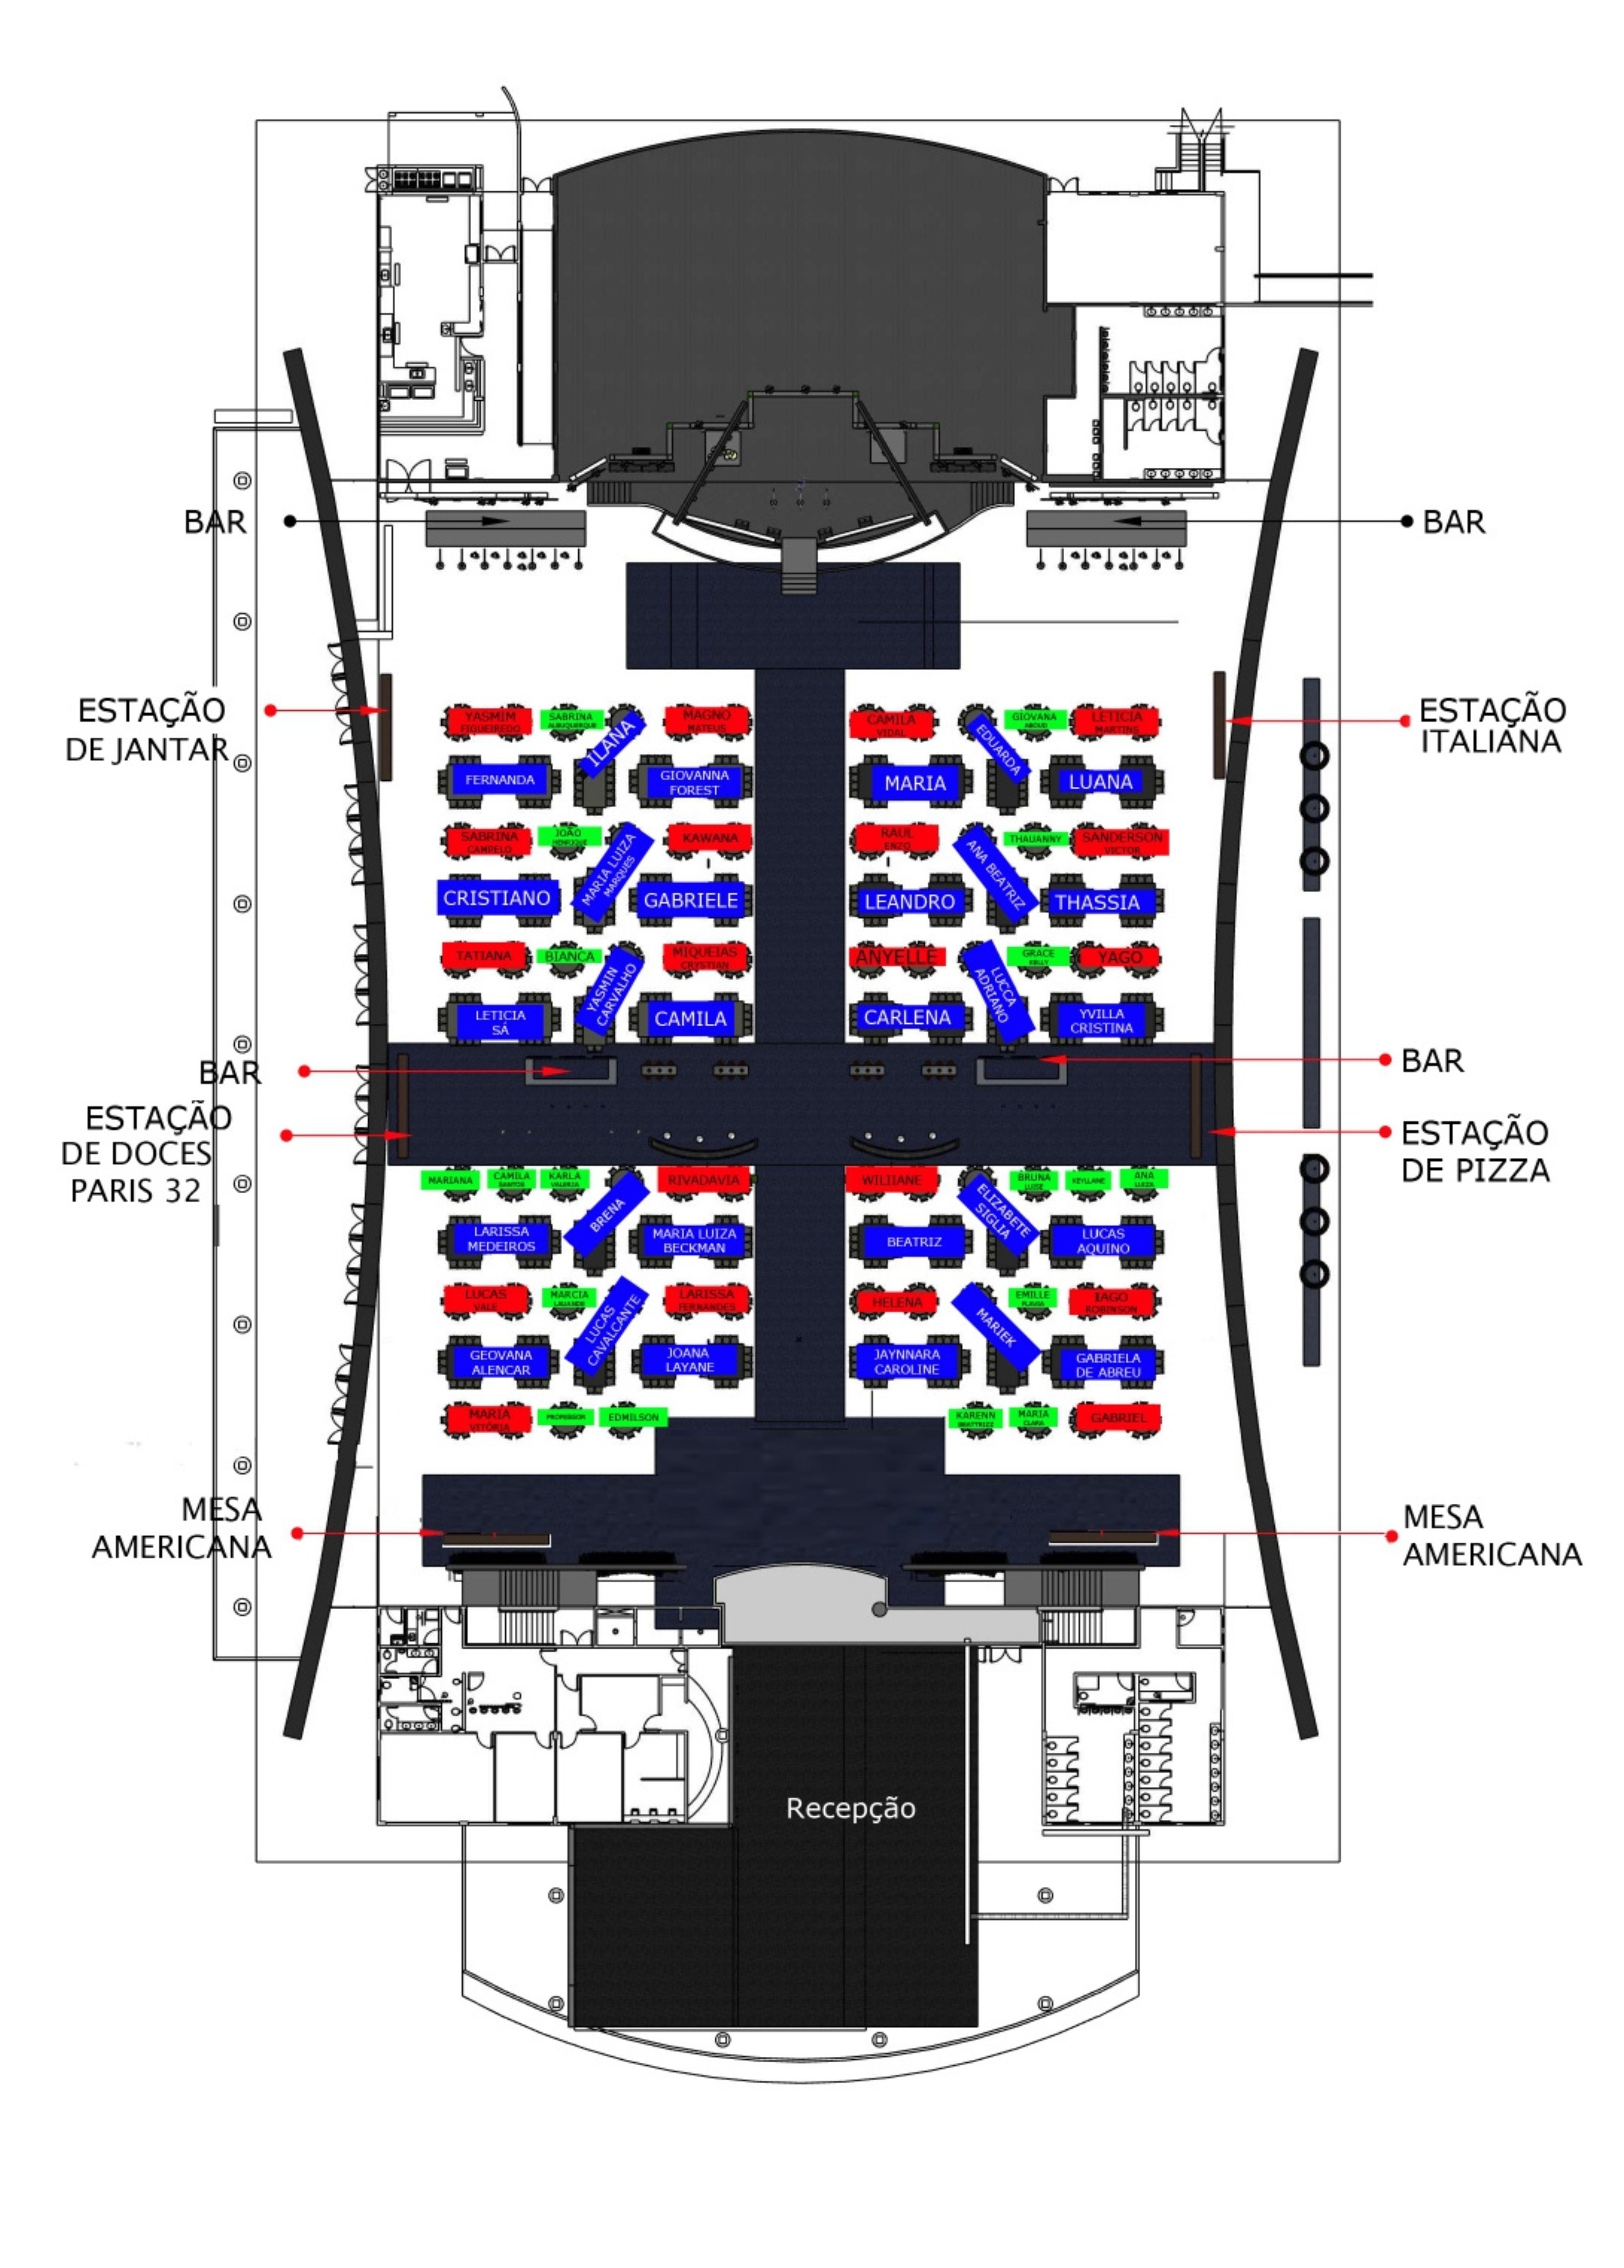 BAR
BAR
ESTAÇÃO
DE JANTAR
ESTAÇÃO
ITALIANA
YASMIM
FIGUEIREDO
SABRINA
ALBUQUERQUE
ILANA
MAGNO
MATEUS
CAMILA
VIDAL
EDUARDA
GIOVANA
ABOUD
LETICIA
MARTINS
FERNANDA
GIOVANNA
FOREST
MARIA
LUANA
SABRINA
CAMPELO
JOÃO
HENRIQUE
MARIA LUIZA
MARQUES
KAWANA
RAUL
ENZO
ANA BEATRIZ
THAUANNY
SANDERSON
VICTOR
CRISTIANO
GABRIELE
LEANDRO
THASSIA
TATIANA
BIANCA
YASMIN
CARVALHO
MIQUEIAS
CRYSTIAN
ANYELLE
LUCCA
ADRIANO
GRACE
KELLY
YAGO
LETICIA
SÁ
CAMILA
CARLENA
YVILLA
CRISTINA
BAR
BAR
ESTAÇÃO
DE DOCES
PARIS 32
ESTAÇÃO
DE PIZZA
MARIANA
CAMILA
SANTOS
KARLA
VALERIA
BRENA
RIVADAVIA
WILIIANE
ELIZABETE
SIGLIA
BRUNA
LUISE
KEYLLANE
ANA
LUIZA
LARISSA
MEDEIROS
MARIA LUIZA
BECKMAN
BEATRIZ
LUCAS
AQUINO
LUCAS
VALE
MARCIA
LUCAS
CAVALCANTE
LARISSA
FERNANDES
HELENA
MARIEK
EMILLE
FLAVIA
IAGO
ROBINSON
GEOVANA
ALENCAR
JOANA
LAYANE
JAYNNARA
CAROLINE
GABRIELA
DE ABREU
MARIA
VITÓRIA
PROFESSOR
EDMILSON
KARENN
BEATTRIZZ
MARIA
CLARA
GABRIEL
MESA
AMERICANA
MESA
AMERICANA
Recepção